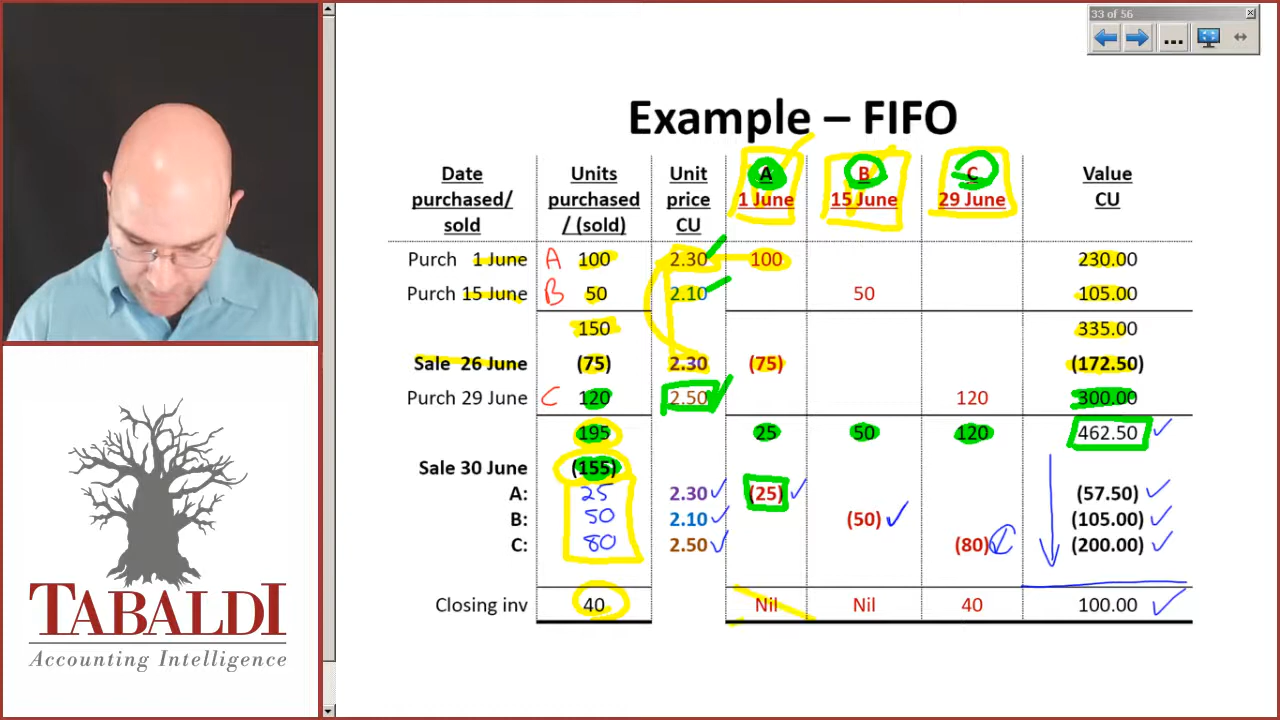 33 of 56
Example – FIFO
Date purchased/ sold
Units purchased / (sold)
Unit price CU
A 1 June
B 15 June
C 29 June
Value CU
Purch 1 June A 100 2.30 100 230.00
Purch 15 June B 50 2.10 50 105.00
150 335.00
Sale 26 June (75) 2.30 (75) (172.50)
Purch 29 June C 120 2.50 120 300.00
195 25 50 120 462.50
Sale 30 June (155)
A: 25 2.30 (25) (57.50)
B: 50 2.10 (50) (105.00)
C: 80 2.50 (80) (200.00)
Closing inv 40 Nil Nil 40 100.00
TABALDI
Accounting Intelligence